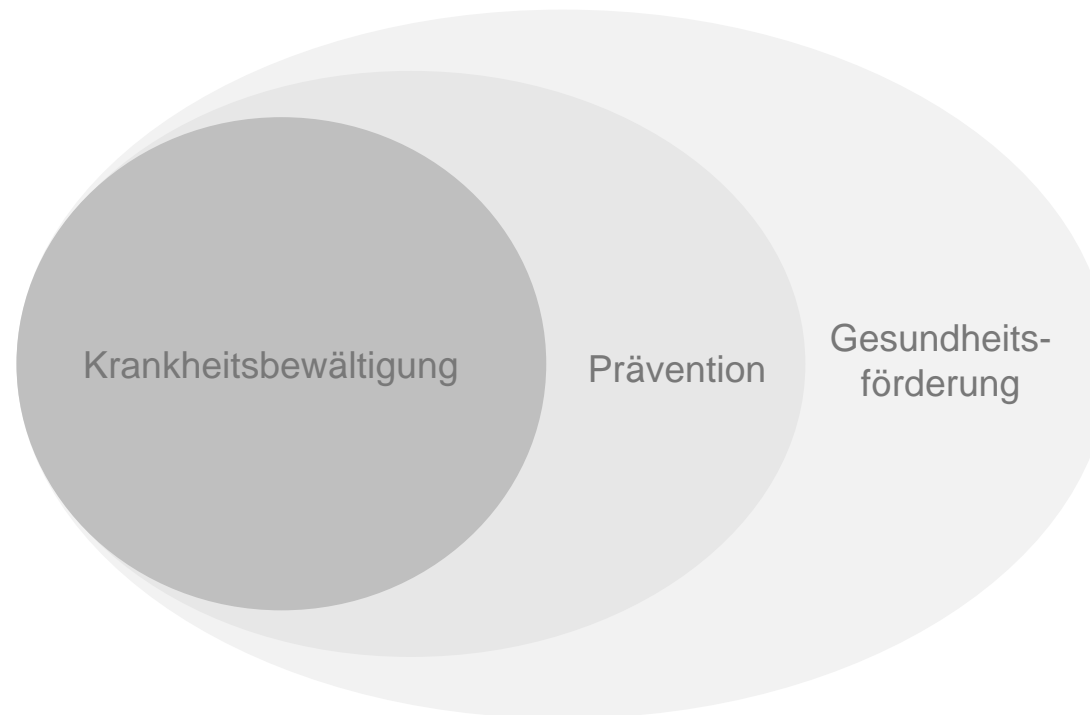 Krankheitsbewältigung
Prävention
Gesundheits-
förderung